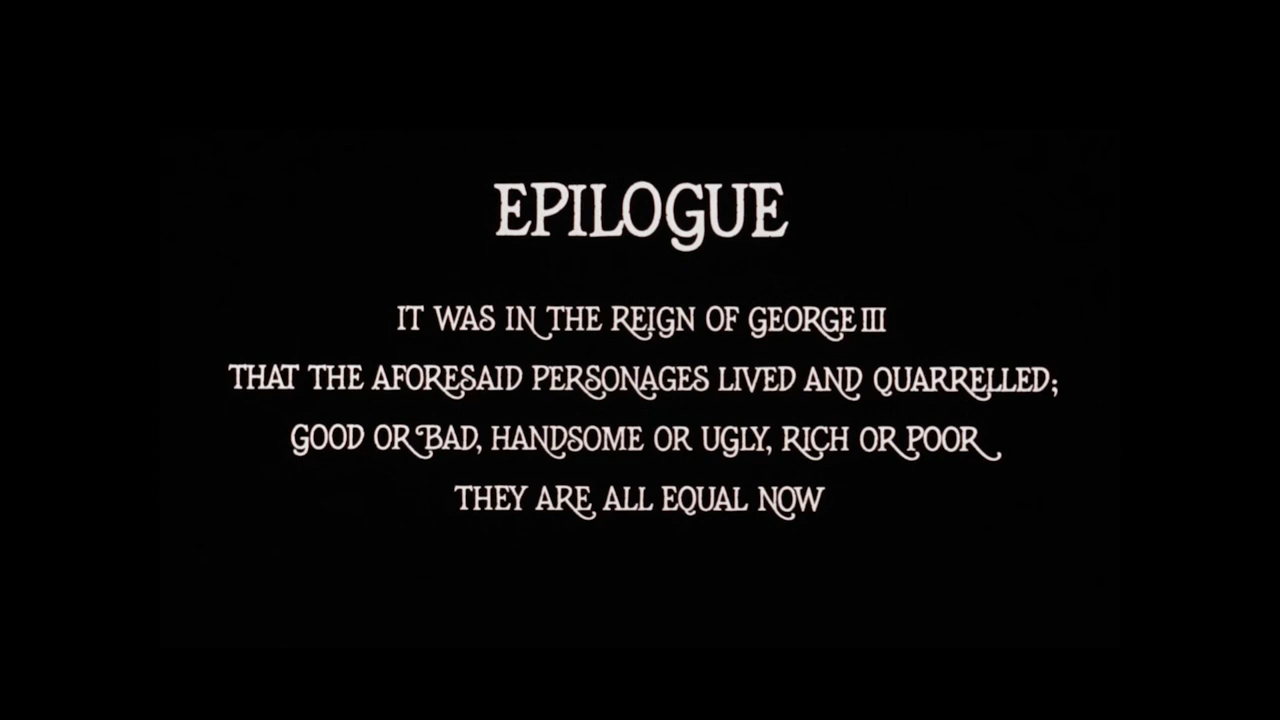 EPILOGUE
IT WAS IN THE REIGN OF GEORGE III
THAT THE AFORESAID PERSONAGES LIVED AND QUARRELLED;
GOOD OR BAD, HANDSOME OR UGLY, RICH OR POOR
THEY ARE ALL EQUAL NOW